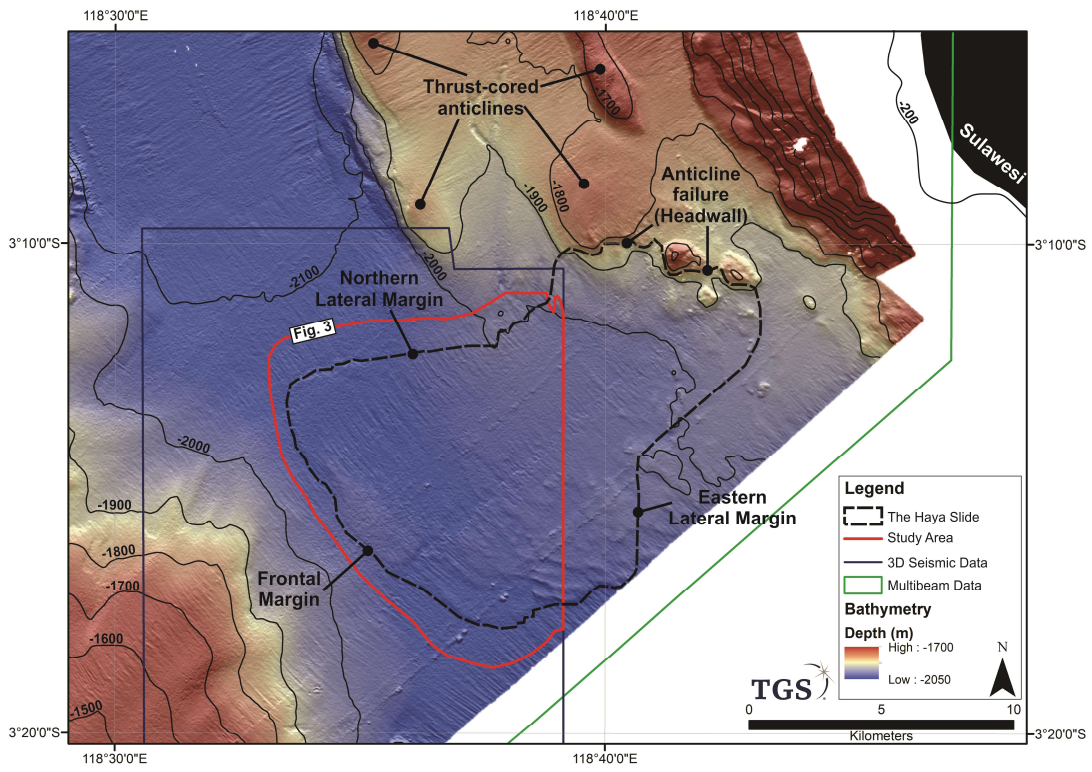 118°30'0"E
118°40'0"E
Thrust-cored
anticlines
-1700
-200
Sulawesi
-1900
-1800
Anticline
failure
(Headwall)
3°10'0"S
3°10'0"S
-2100
-2000
Northern
Lateral Margin
Fig. 3
-2000
-1900
-1800
-1700
-1600
-1500
Eastern
Lateral Margin
Frontal
Margin
Legend
The Haya Slide
Study Area
3D Seismic Data
Multibeam Data
Bathymetry
Depth (m)
High : -1700
Low : -2050
N
TGS
0
5
10
Kilometers
3°20'0"S
3°20'0"S
118°30'0"E
118°40'0"E